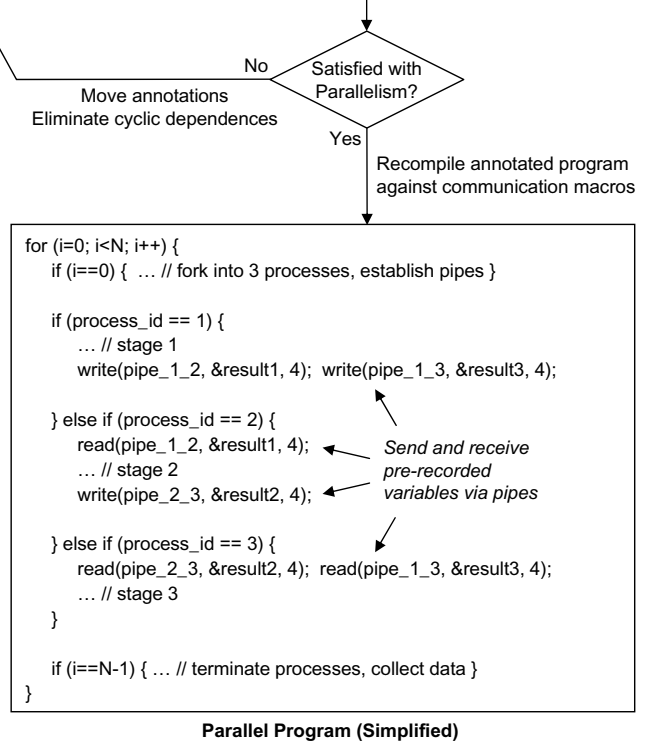 No
Satisfied with
Parallelism?
Move annotations
Eliminate cyclic dependences
Yes
Recompile annotated program
against communication macros
for (i=0; i<N; i++) {
if (i==0) { … // fork into 3 processes, establish pipes }
if (process_id == 1) {
… // stage 1
write(pipe_1_2, &result1, 4); write(pipe_1_3, &result3, 4);
} else if (process_id == 2) {
read(pipe_1_2, &result1, 4);
… // stage 2
write(pipe_2_3, &result2, 4);
Send and receive
pre-recorded
variables via pipes
} else if (process_id == 3) {
read(pipe_2_3, &result2, 4); read(pipe_1_3, &result3, 4);
… // stage 3
}
if (i==N-1) { … // terminate processes, collect data }
}
Parallel Program (Simplified)